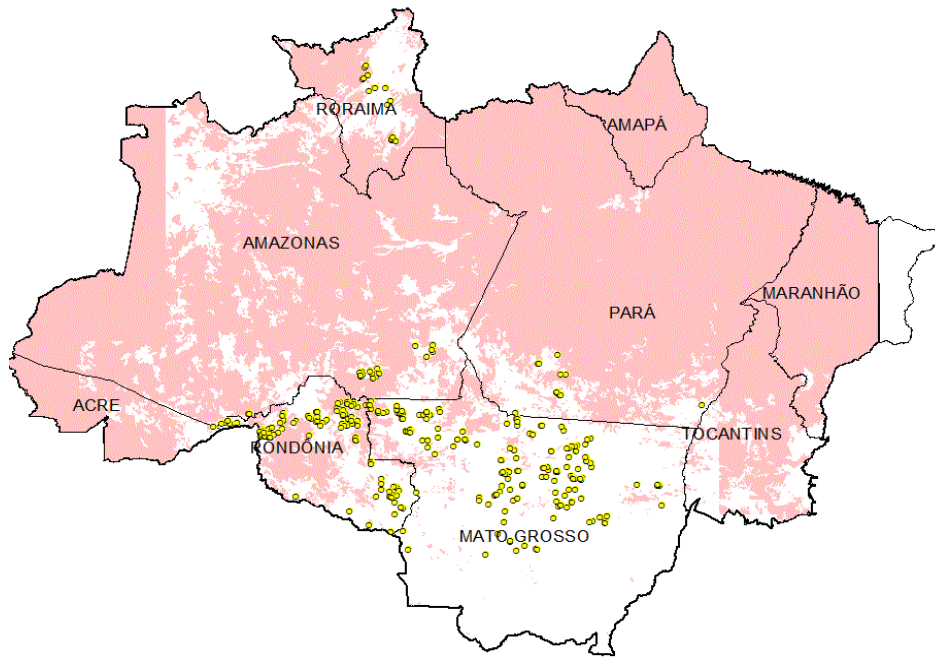 RORAIMA
AMAPÁ
AMAZONAS
MARANHÃO
PARÁ
ACRE
TOCANTINS
RONDÔNIA
MATO GROSSO